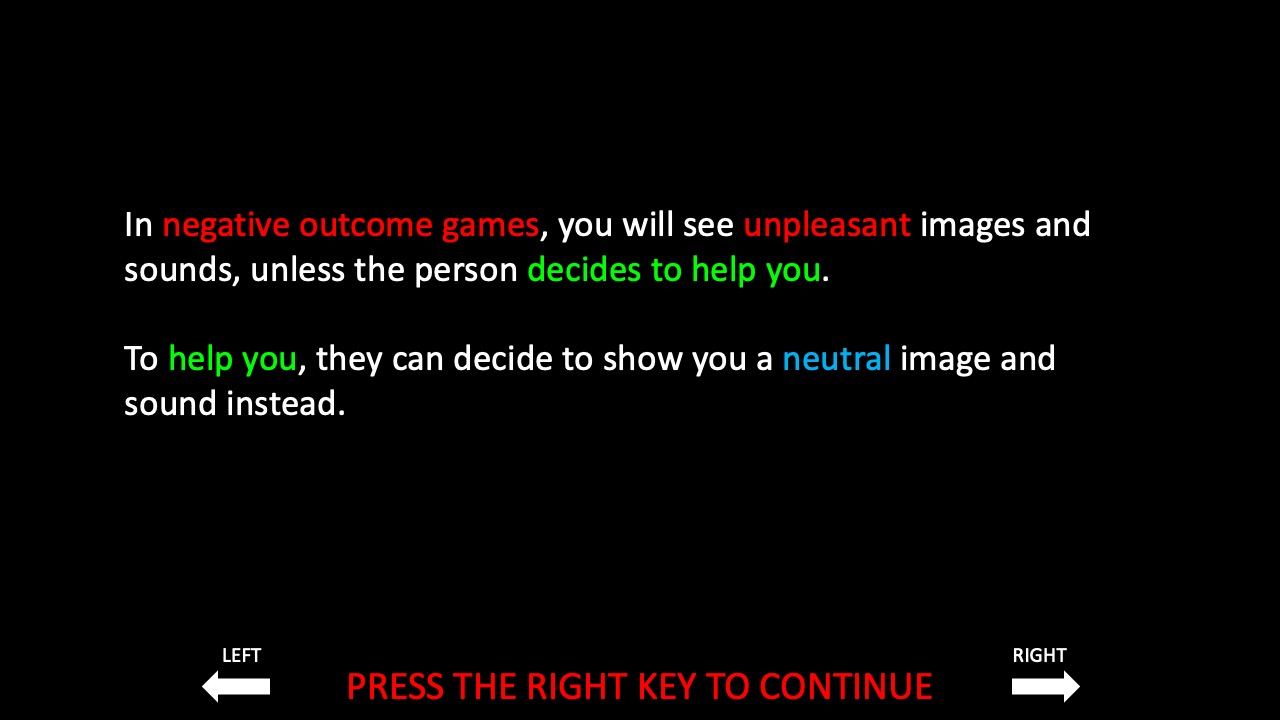 In negative outcome games, you will see unpleasant images and
sounds, unless the person decides to help you.
To help you, they can decide to show you a neutral image and
sound instead.
LEFT
RIGHT
PRESS THE RIGHT KEY TO CONTINUE